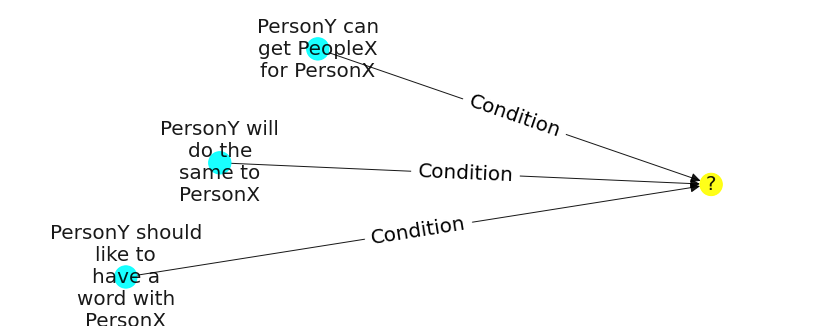 PersonY can
get PeopleX
for PersonX
Condition
PersonY will
do the
same to
PersonX
Condition
?
PersonY should
like to
have a
word with
PersonX
Condition